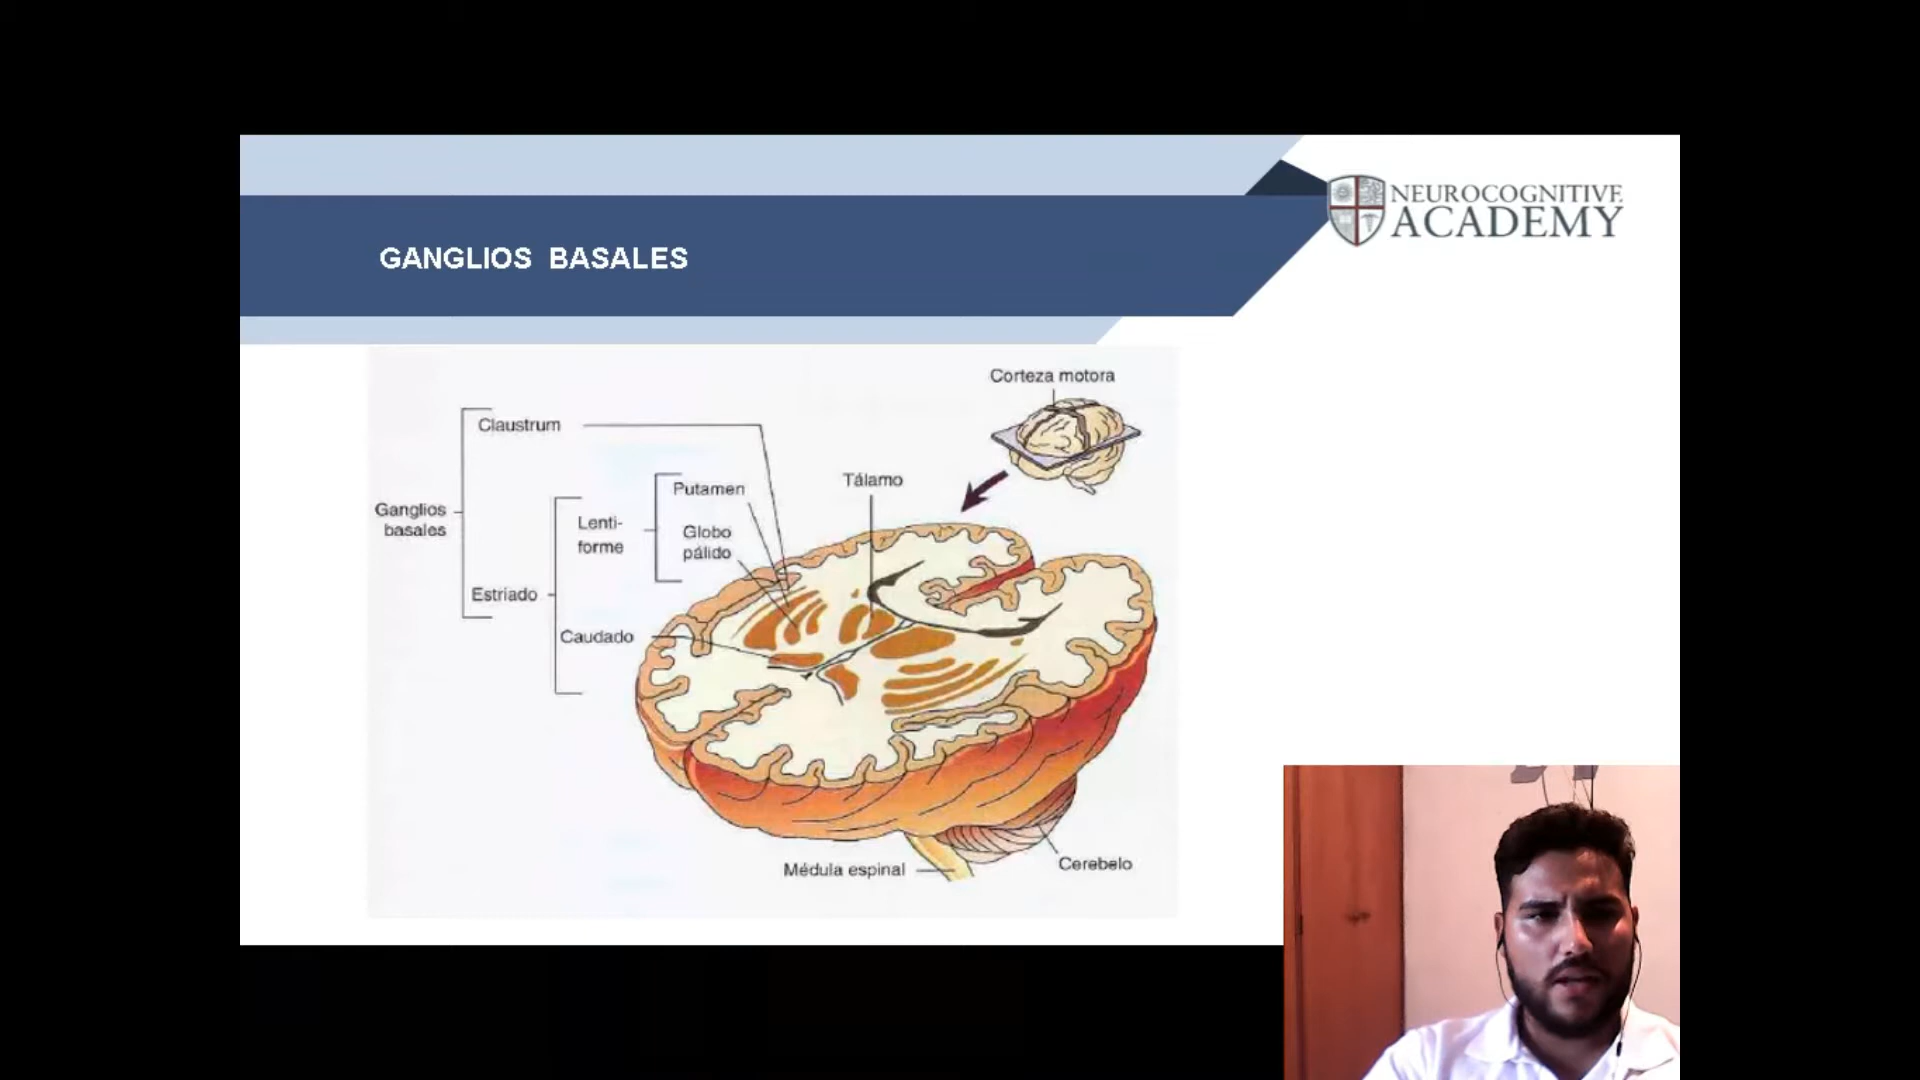 NEUROCOGNITIVE
ACADEMY
GANGLIOS BASALES
Corteza motora
Claustrum
Tálamo
Putamen
Ganglios
basales
Lenti-
forme
Globo
pálido
Estriado
Caudado
Médula espinal
Cerebelo